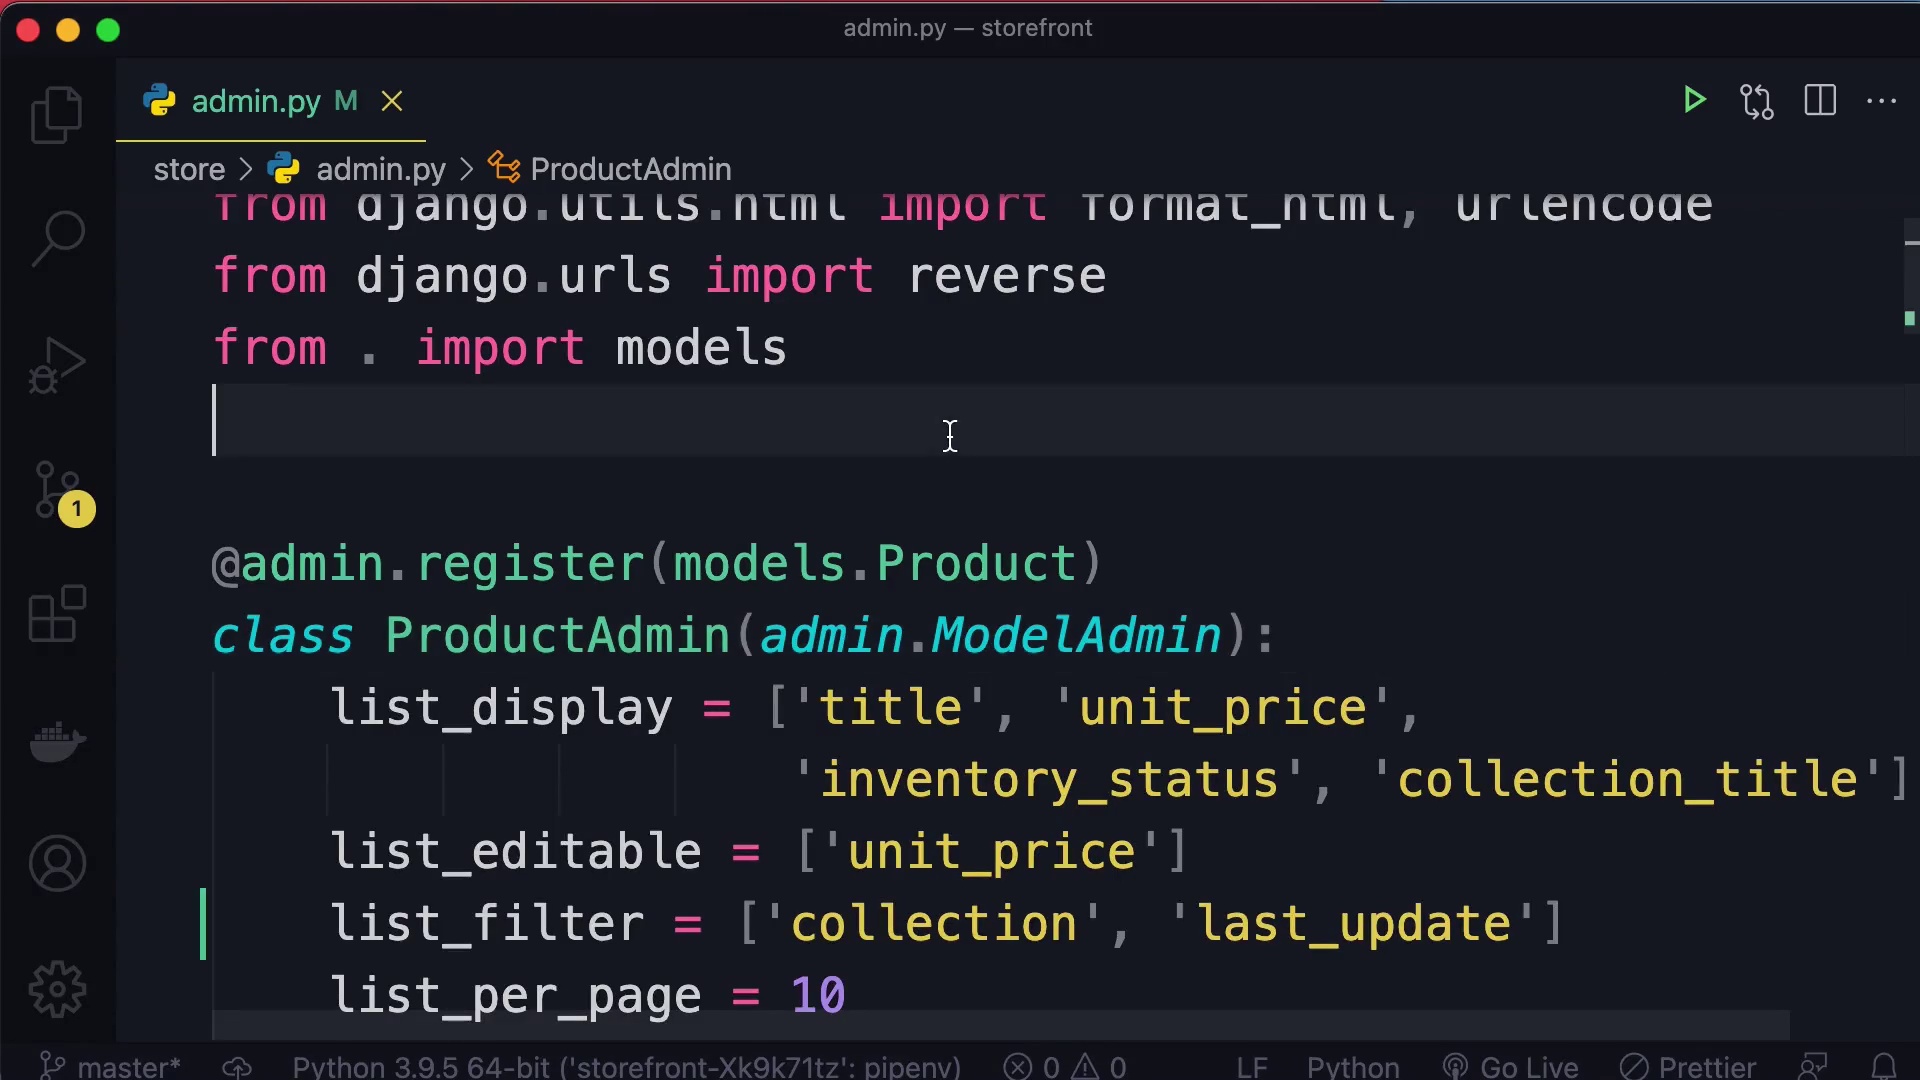 admin.py — storefront
admin.py M
store > admin.py > ProductAdmin
from django.utils.html import format_html, urlencode
from django.urls import reverse
from . import models
@admin.register(models.Product)
class ProductAdmin(admin.ModelAdmin):
list_display = ['title', 'unit_price',
'inventory_status', 'collection_title']
list_editable = ['unit_price']
list_filter = ['collection', 'last_update']
list_per_page = 10
1
master* Python 3.9.5 64-bit ('storefront-Xk9k71tz': pipenv) 0 0 LF Python Go Live Prettier